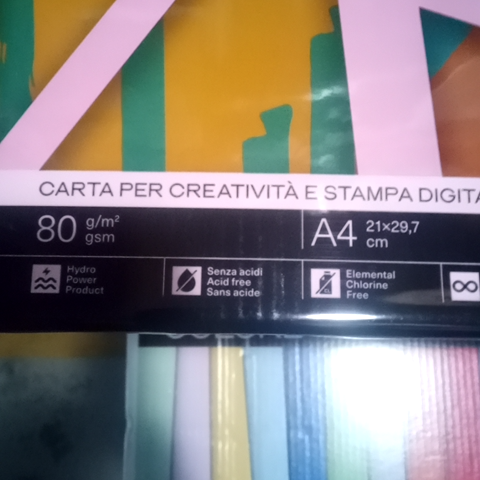 CARTA PER CREATIVITÀ E STAMPA DIGITA
80 g/m²
gsm
A4 21×29,7
cm
Hydro
Power
Product
Senza acidi
Acid free
Sans acide
Elemental
Chlorine
Free